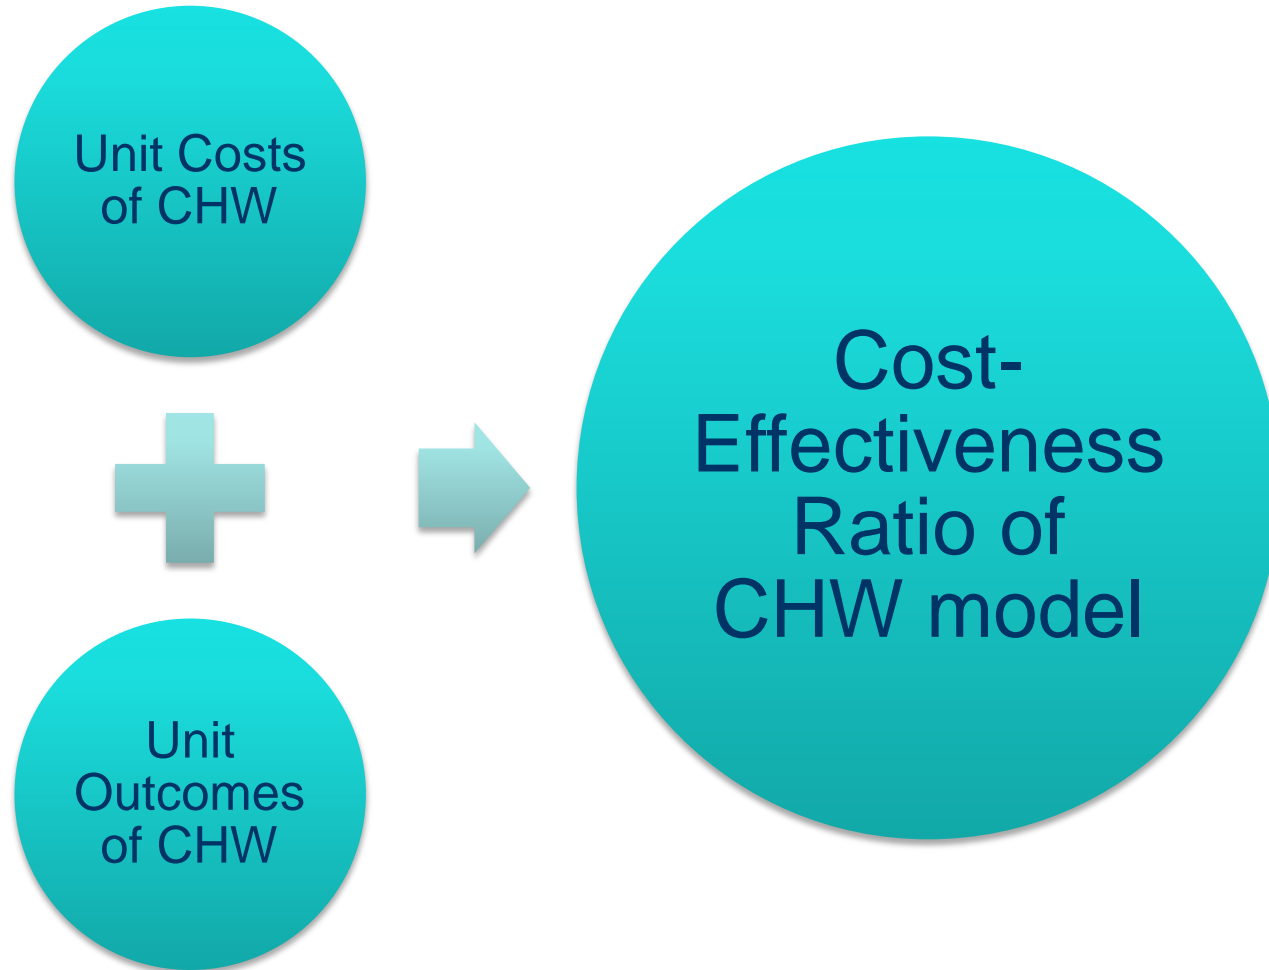 Unit Costs
of CHW
Unit
Outcomes
of CHW
Cost-
Effectiveness
Ratio of
CHW model